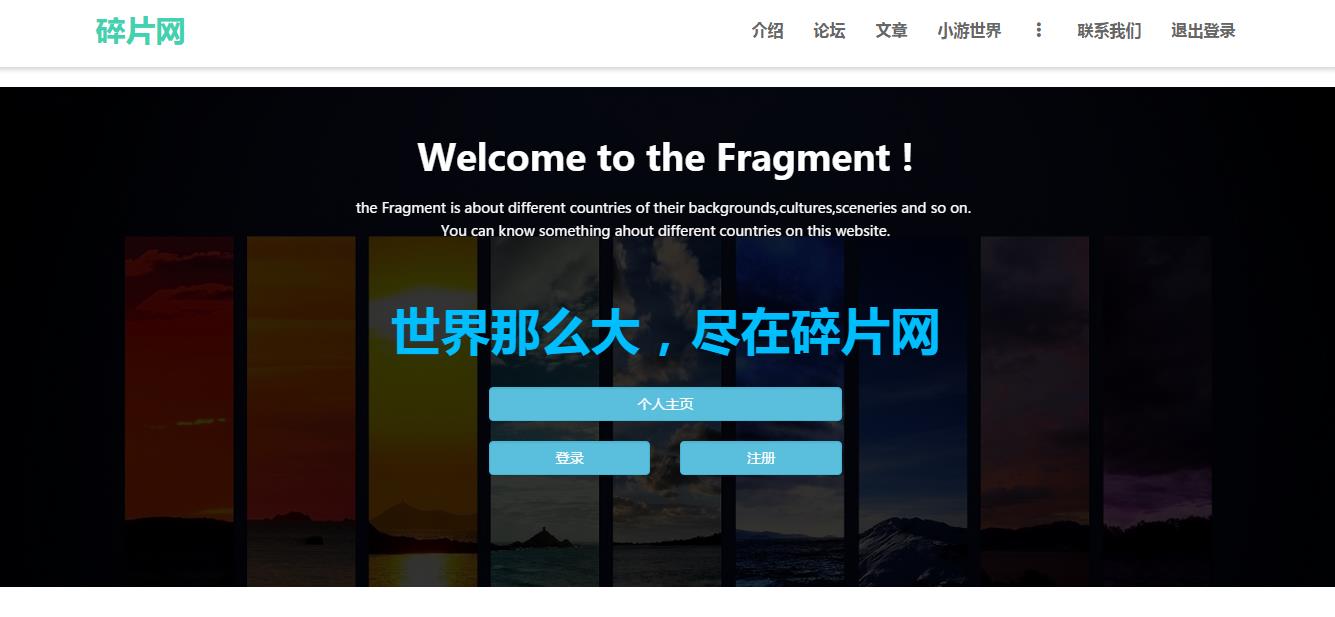 碎片网
介绍 论坛 文章 小游世界 ⋮ 联系我们 退出登录
Welcome to the Fragment !
the Fragment is about different countries of their backgrounds,cultures,sceneries and so on.
You can know something ahout different countries on this website.
世界那么大，尽在碎片网
个人主页
登录 注册